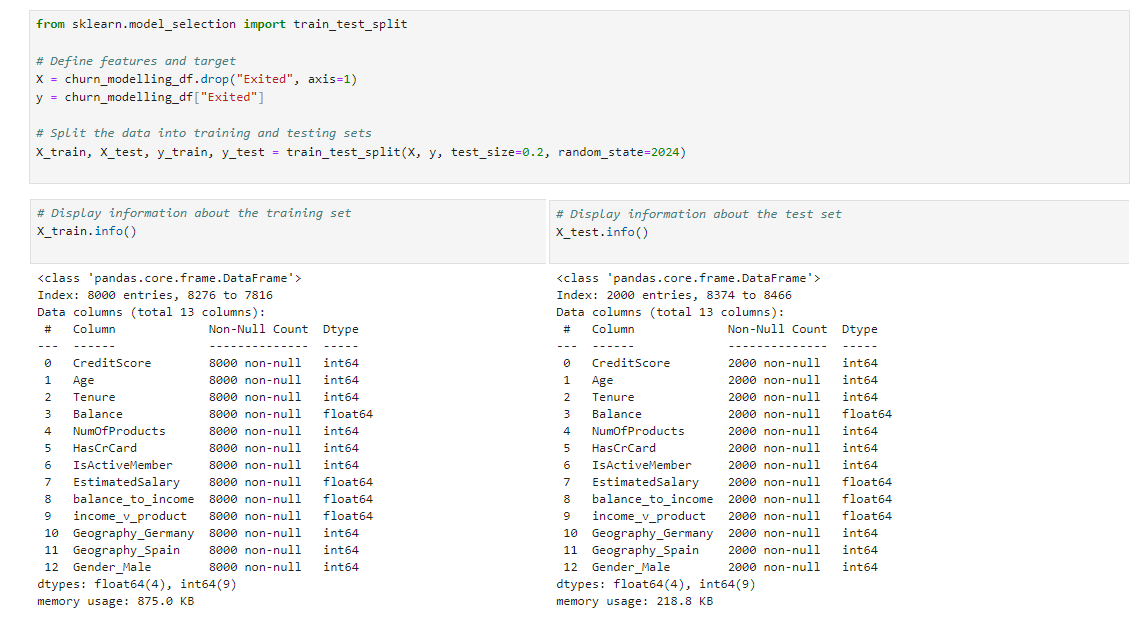 from sklearn.model_selection import train_test_split
# Define features and target
X = churn_modelling_df.drop("Exited", axis=1)
y = churn_modelling_df["Exited"]
# Split the data into training and testing sets
X_train, X_test, y_train, y_test = train_test_split(X, y, test_size=0.2, random_state=2024)
# Display information about the training set
X_train.info()
<class 'pandas.core.frame.DataFrame'>
Index: 8000 entries, 8276 to 7816
Data columns (total 13 columns):
 #   Column             Non-Null Count  Dtype
---  ------             --------------  -----
 0   CreditScore        8000 non-null   int64
 1   Age                8000 non-null   int64
 2   Tenure             8000 non-null   int64
 3   Balance            8000 non-null   float64
 4   NumOfProducts      8000 non-null   int64
 5   HasCrCard          8000 non-null   int64
 6   IsActiveMember     8000 non-null   int64
 7   EstimatedSalary    8000 non-null   float64
 8   balance_to_income  8000 non-null   float64
 9   income_v_product   8000 non-null   float64
 10  Geography_Germany  8000 non-null   int64
 11  Geography_Spain    8000 non-null   int64
 12  Gender_Male        8000 non-null   int64
dtypes: float64(4), int64(9)
memory usage: 875.0 KB
# Display information about the test set
X_test.info()
<class 'pandas.core.frame.DataFrame'>
Index: 2000 entries, 8374 to 8466
Data columns (total 13 columns):
 #   Column             Non-Null Count  Dtype
---  ------             --------------  -----
 0   CreditScore        2000 non-null   int64
 1   Age                2000 non-null   int64
 2   Tenure             2000 non-null   int64
 3   Balance            2000 non-null   float64
 4   NumOfProducts      2000 non-null   int64
 5   HasCrCard          2000 non-null   int64
 6   IsActiveMember     2000 non-null   int64
 7   EstimatedSalary    2000 non-null   float64
 8   balance_to_income  2000 non-null   float64
 9   income_v_product   2000 non-null   float64
 10  Geography_Germany  2000 non-null   int64
 11  Geography_Spain    2000 non-null   int64
 12  Gender_Male        2000 non-null   int64
dtypes: float64(4), int64(9)
memory usage: 218.8 KB